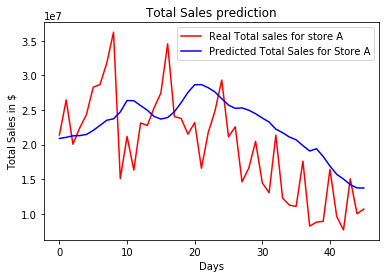 Total Sales prediction
1e7
Real Total sales for store A
Predicted Total Sales for Store A
3.5
3.0
2.5
2.0
1.5
1.0
Total Sales in $
0
10
20
30
40
Days